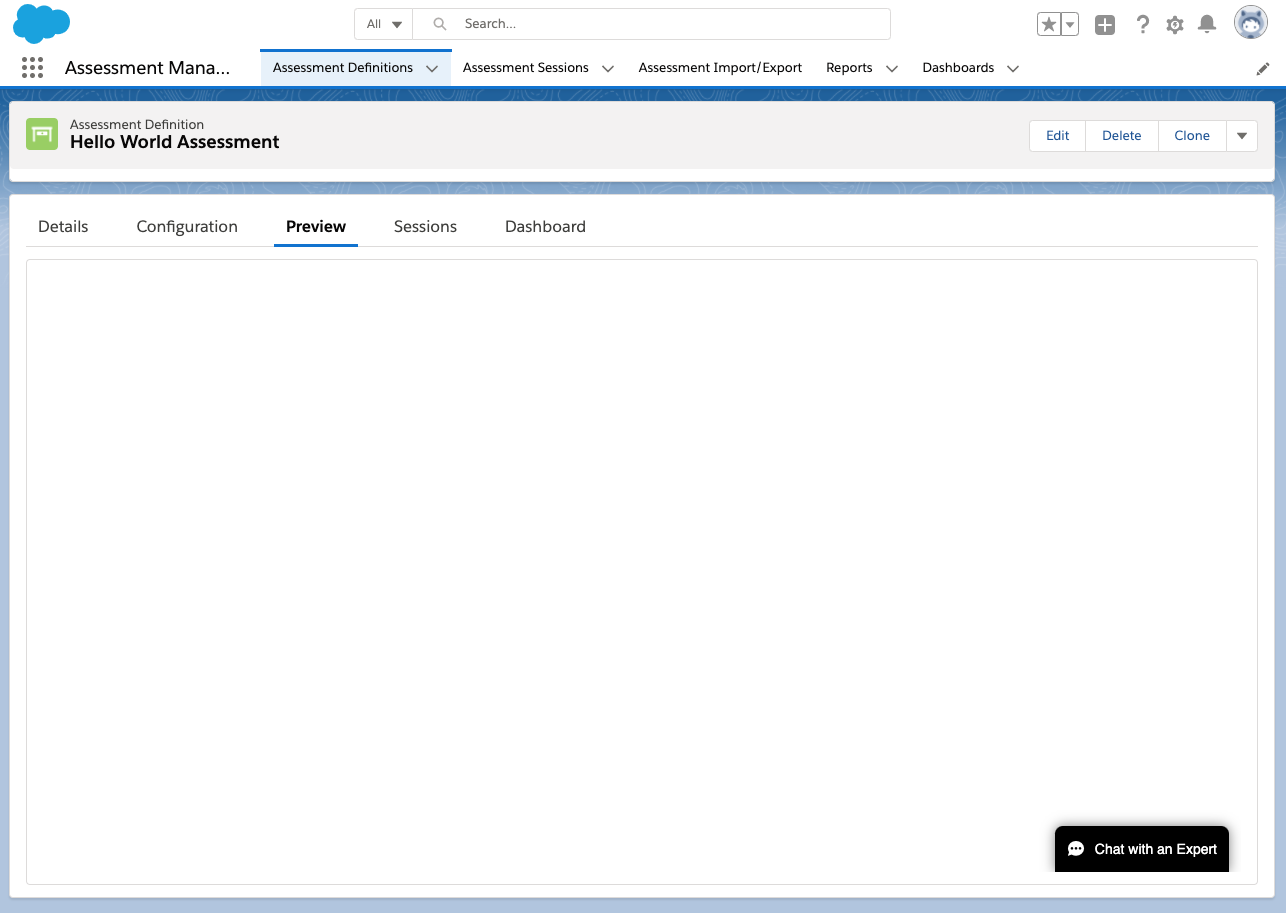 All
Search...
Assessment Mana...
Assessment Definitions
Assessment Sessions
Assessment Import/Export
Reports
Dashboards
Assessment Definition
Hello World Assessment
Edit
Delete
Clone
Details
Configuration
Preview
Sessions
Dashboard
Chat with an Expert